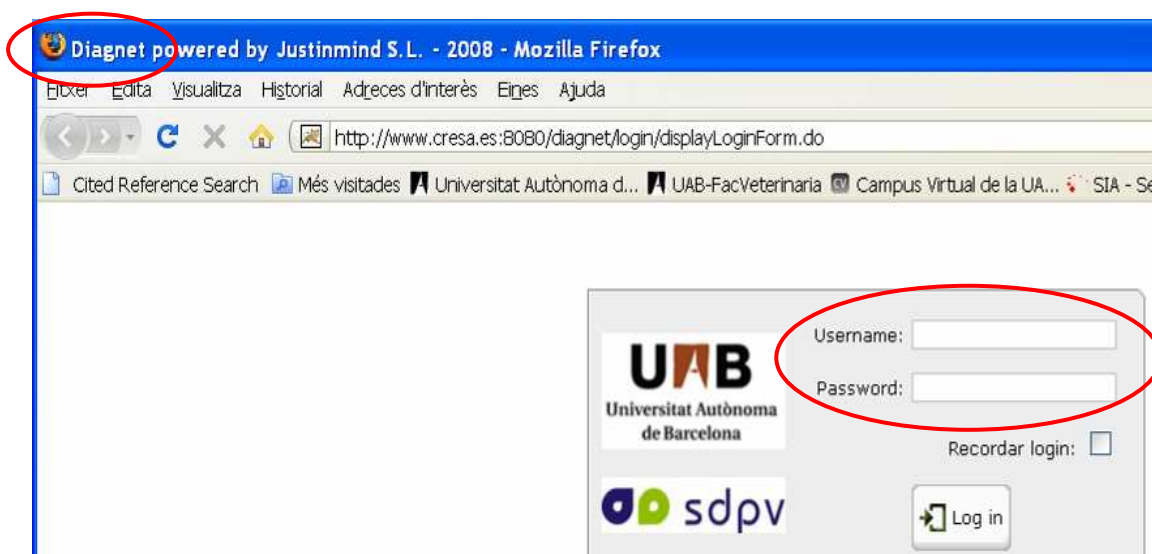 Diagnet powered by Justinmind S.L. - 2008 - Mozilla Firefox
Fitxer Edita Visualitza Historial Adreces d'interès Eines Ajuda
http://www.cresa.es:8080/diagnet/login/displayLoginForm.do
Cited Reference Search Més visitades Universitat Autònoma d... UAB-FacVeterinaria CV Campus Virtual de la UA... SIA - Se
Username:
UAB
Password:
Universitat Autònoma
de Barcelona
Recordar login:
sdpv
Log in